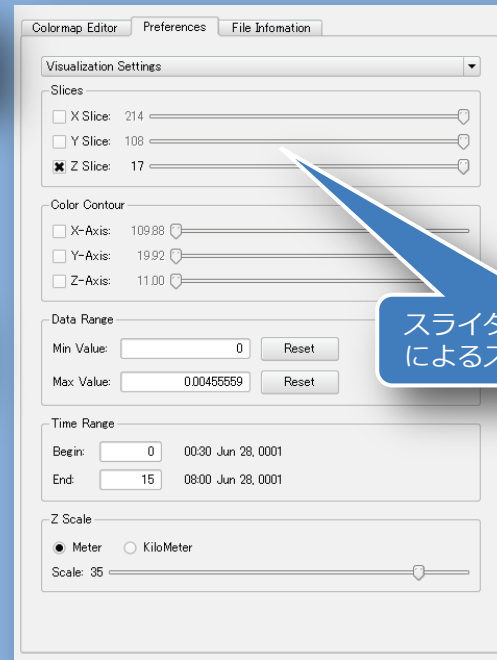 Colormap Editor Preferences File Infomation
Visualization Settings
Slices
X Slice: 214
Y Slice: 108
Z Slice: 17
Color Contour
X-Axis: 109.88
Y-Axis: 19.92
Z-Axis: 11.00
スライダ
による
Data Range
Min Value: 0 Reset
Max Value: 0.00455559 Reset
Time Range
Begin: 0 00:30 Jun 28, 0001
End: 15 08:00 Jun 28, 0001
Z Scale
Meter KiloMeter
Scale: 35